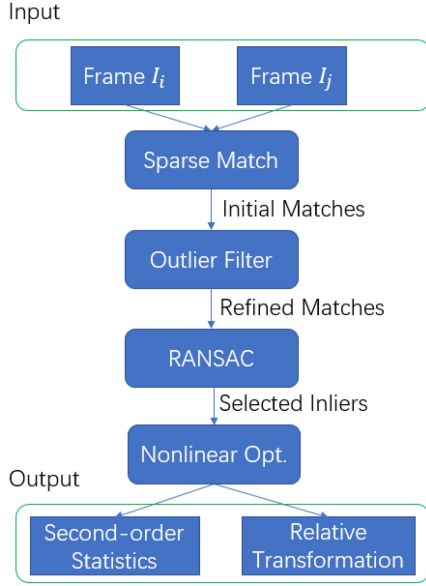 Input
Frame I_i
Frame I_j
Sparse Match
Initial Matches
Outlier Filter
Refined Matches
RANSAC
Selected Inliers
Nonlinear Opt.
Output
Second-order
Statistics
Relative
Transformation